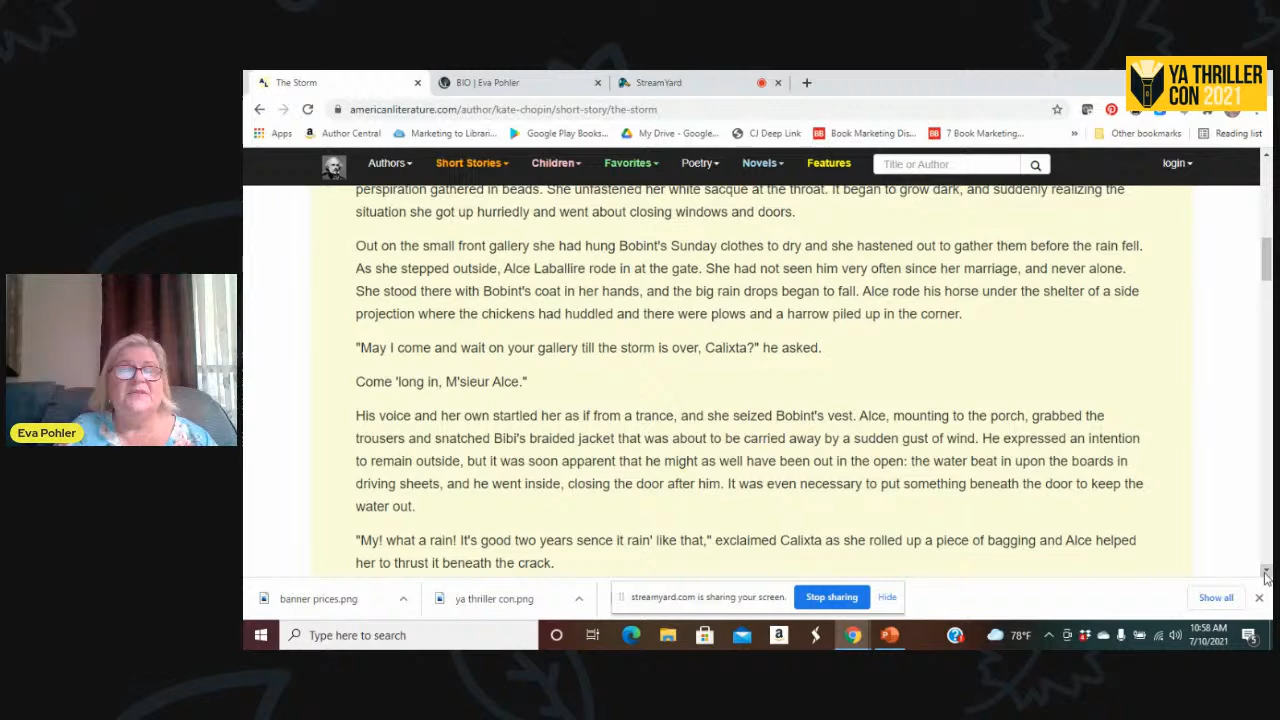 YA THRILLER
CON 2021
The Storm
BIO | Eva Pohler
StreamYard
americanliterature.com/author/kate-chopin/short-story/the-storm
Apps
Author Central
Marketing to Librari...
Google Play Books...
My Drive - Google...
CJ Deep Link
Book Marketing Dis...
7 Book Marketing...
»
Other bookmarks
Reading list
Authors
Short Stories
Children
Favorites
Poetry
Novels
Features
Title or Author
login
perspiration gathered in beads. She unfastened her white sacque at the throat. It began to grow dark, and suddenly realizing the
situation she got up hurriedly and went about closing windows and doors.
Out on the small front gallery she had hung Bobint's Sunday clothes to dry and she hastened out to gather them before the rain fell.
As she stepped outside, Alce Laballire rode in at the gate. She had not seen him very often since her marriage, and never alone.
She stood there with Bobint's coat in her hands, and the big rain drops began to fall. Alce rode his horse under the shelter of a side
projection where the chickens had huddled and there were plows and a harrow piled up in the corner.
"May I come and wait on your gallery till the storm is over, Calixta?" he asked.
Come 'long in, M'sieur Alce."
His voice and her own startled her as if from a trance, and she seized Bobint's vest. Alce, mounting to the porch, grabbed the
trousers and snatched Bibi's braided jacket that was about to be carried away by a sudden gust of wind. He expressed an intention
to remain outside, but it was soon apparent that he might as well have been out in the open: the water beat in upon the boards in
driving sheets, and he went inside, closing the door after him. It was even necessary to put something beneath the door to keep the
water out.
"My! what a rain! It's good two years sence it rain' like that," exclaimed Calixta as she rolled up a piece of bagging and Alce helped
her to thrust it beneath the crack.
Eva Pohler
banner prices.png
ya thriller con.png
streamyard.com is sharing your screen.
Stop sharing
Hide
Show all
Type here to search
78°F
10:58 AM
7/10/2021
5